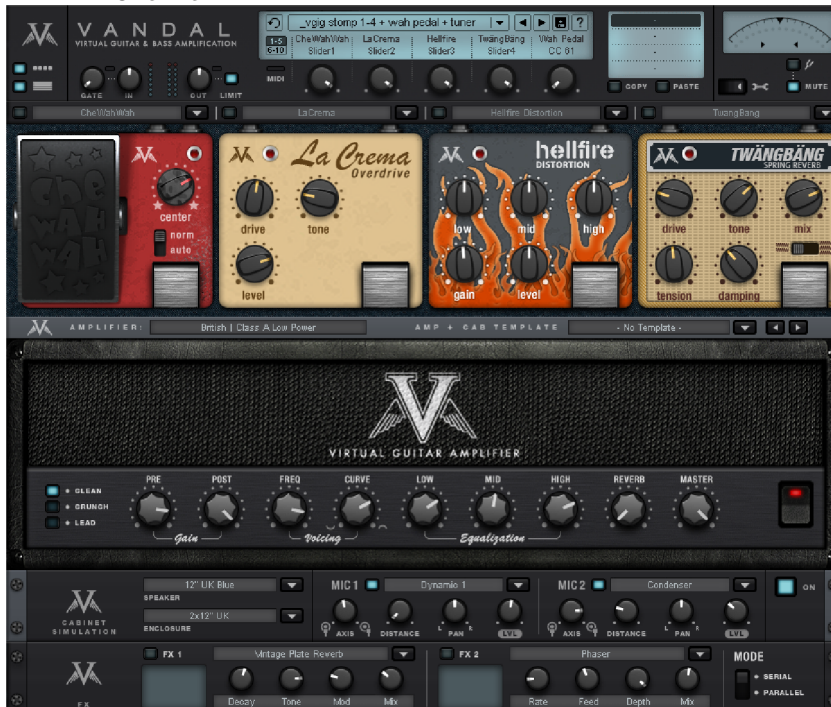 VANDAL
VIRTUAL GUITAR & BASS AMPLIFICATION
GATE IN OUT LIMIT
_vgig stomp 1-4 + wah pedal + tuner ?
1-5 CheWahWah LaCrema Hellfire TwängBäng Wah Pedal
6-10 Slider1 Slider2 Slider3 Slider4 CC 81
MIDI
COPY PASTE
MUTE
CheWahWah LaCrema Hellfire Distortion TwangBang
che wah wah
center
norm
auto
La Crema
Overdrive
drive tone
level
hellfire
DISTORTION
low mid high
gain level
TWÄNGBÄNG
SPRING REVERB
drive tone mix
tension damping
AMPLIFIER: British | Class A Low Power AMP + CAB TEMPLATE - No Template -
V
VIRTUAL GUITAR AMPLIFIER
CLEAN
CRUNCH
LEAD
PRE POST FREQ CURVE LOW MID HIGH REVERB MASTER
Gain Voicing Equalization
CABINET
SIMULATION
12" UK Blue
SPEAKER
2x12" UK
ENCLOSURE
MIC 1 Dynamic 1
AXIS DISTANCE L PAN R LVL
MIC 2 Condenser
AXIS DISTANCE L PAN R LVL
ON
FX
FX 1 Vintage Plate Reverb
Decay Tone Mod Mix
FX 2 Phaser
Rate Feed Depth Mix
MODE
SERIAL
PARALLEL